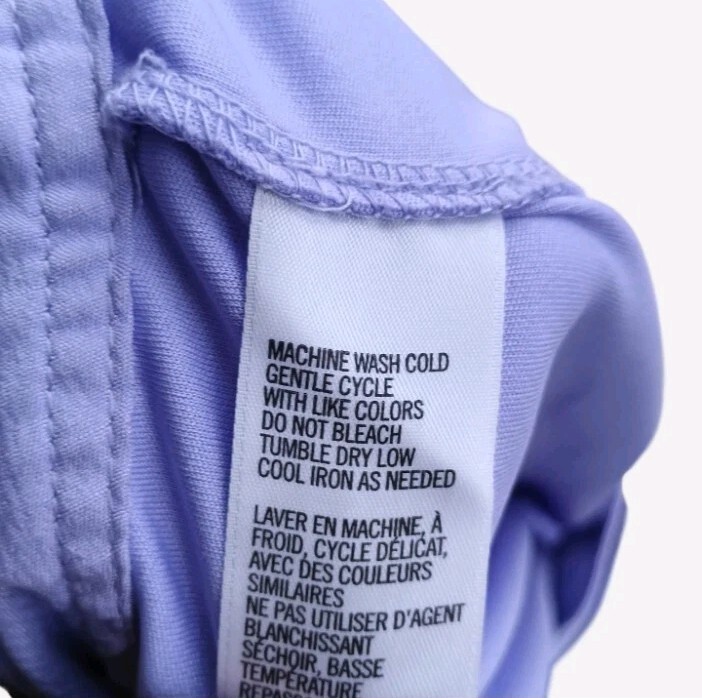 MACHINE WASH COLD
GENTLE CYCLE
WITH LIKE COLORS
DO NOT BLEACH
TUMBLE DRY LOW
COOL IRON AS NEEDED
LAVER EN MACHINE, À
FROID, CYCLE DÉLICAT,
AVEC DES COULEURS
SIMILAIRES
NE PAS UTILISER D'AGENT
BLANCHISSANT
SÉCHOIR, BASSE
TEMPÉRATURE